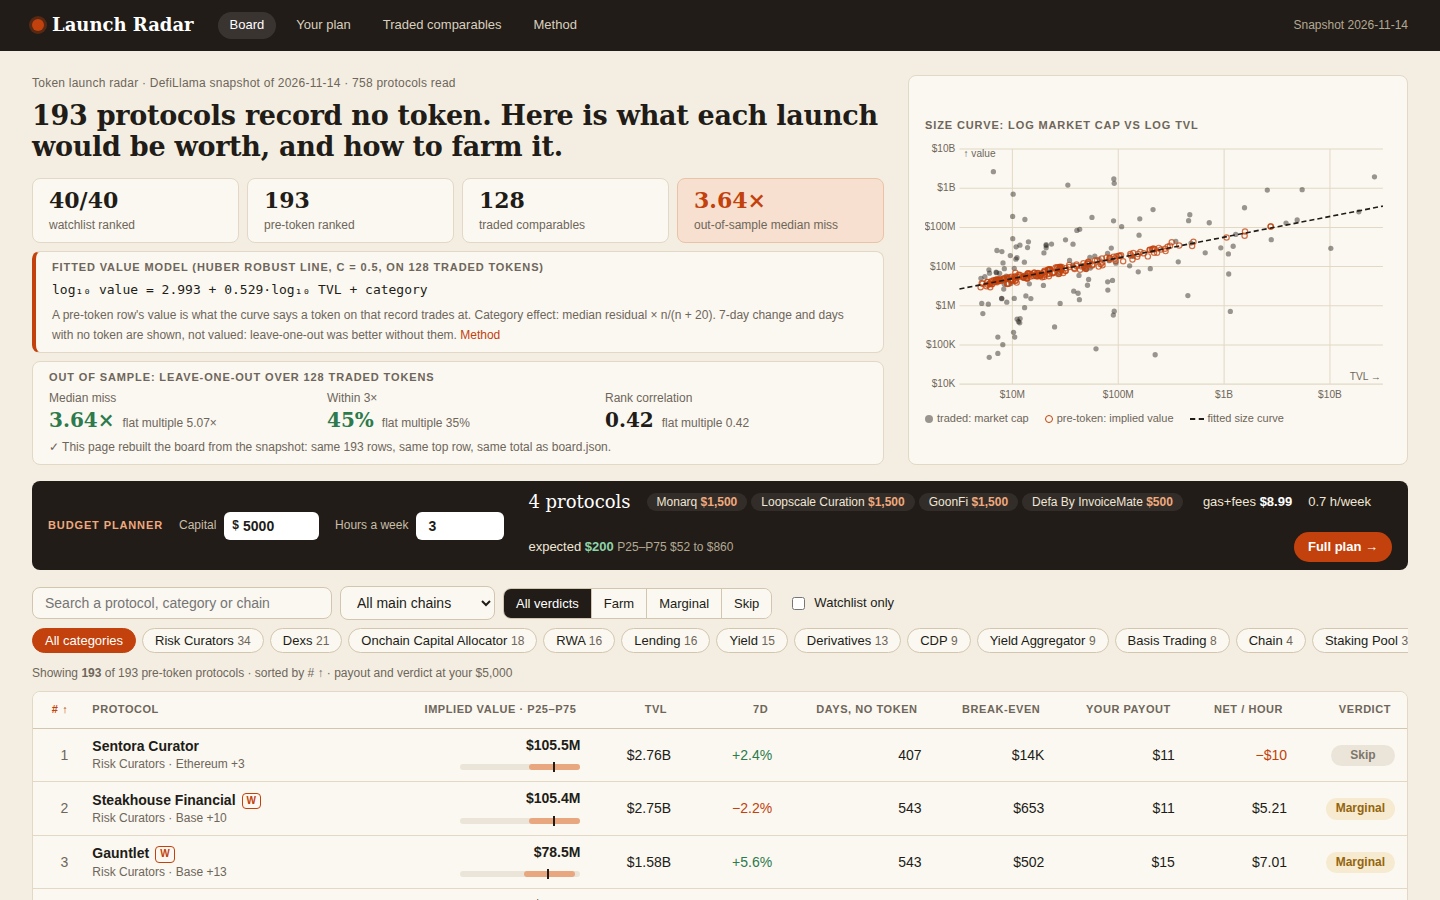 Launch Radar Board Your plan Traded comparables Method Snapshot 2026-11-14
Token launch radar · DefiLlama snapshot of 2026-11-14 · 758 protocols read
193 protocols record no token. Here is what each launch
would be worth, and how to farm it.
40/40
watchlist ranked
193
pre-token ranked
128
traded comparables
3.64×
out-of-sample median miss
FITTED VALUE MODEL (HUBER ROBUST LINE, C = 0.5, ON 128 TRADED TOKENS)
log₁₀ value = 2.993 + 0.529·log₁₀ TVL + category
A pre-token row's value is what the curve says a token on that record trades at. Category effect: median residual × n/(n + 20). 7-day change and days
with no token are shown, not valued: leave-one-out was better without them. Method
OUT OF SAMPLE: LEAVE-ONE-OUT OVER 128 TRADED TOKENS
Median miss
3.64× flat multiple 5.07×
Within 3×
45% flat multiple 35%
Rank correlation
0.42 flat multiple 0.42
✓ This page rebuilt the board from the snapshot: same 193 rows, same top row, same total as board.json.
SIZE CURVE: LOG MARKET CAP VS LOG TVL
$10B
↑ value
$1B
$100M
$10M
$1M
$100K
$10K
TVL →
$10M $100M $1B $10B
traded: market cap pre-token: implied value fitted size curve
BUDGET PLANNER Capital $ 5000 Hours a week 3
4 protocols Monarq $1,500 Loopscale Curation $1,500 GoonFi $1,500 Defa By InvoiceMate $500 gas+fees $8.99 0.7 h/week
expected $200 P25–P75 $52 to $860
Full plan →
Search a protocol, category or chain All main chains All verdicts Farm Marginal Skip Watchlist only
All categories Risk Curators 34 Dexs 21 Onchain Capital Allocator 18 RWA 16 Lending 16 Yield 15 Derivatives 13 CDP 9 Yield Aggregator 9 Basis Trading 8 Chain 4 Staking Pool 3
Showing 193 of 193 pre-token protocols · sorted by # ↑ · payout and verdict at your $5,000
# ↑ PROTOCOL IMPLIED VALUE · P25–P75 TVL 7D DAYS, NO TOKEN BREAK-EVEN YOUR PAYOUT NET / HOUR VERDICT
1 Sentora Curator $105.5M $2.76B +2.4% 407 $14K $11 −$10 Skip
Risk Curators · Ethereum +3
2 Steakhouse Financial W $105.4M $2.75B −2.2% 543 $653 $11 $5.21 Marginal
Risk Curators · Base +10
3 Gauntlet W $78.5M $1.58B +5.6% 543 $502 $15 $7.01 Marginal
Risk Curators · Base +13